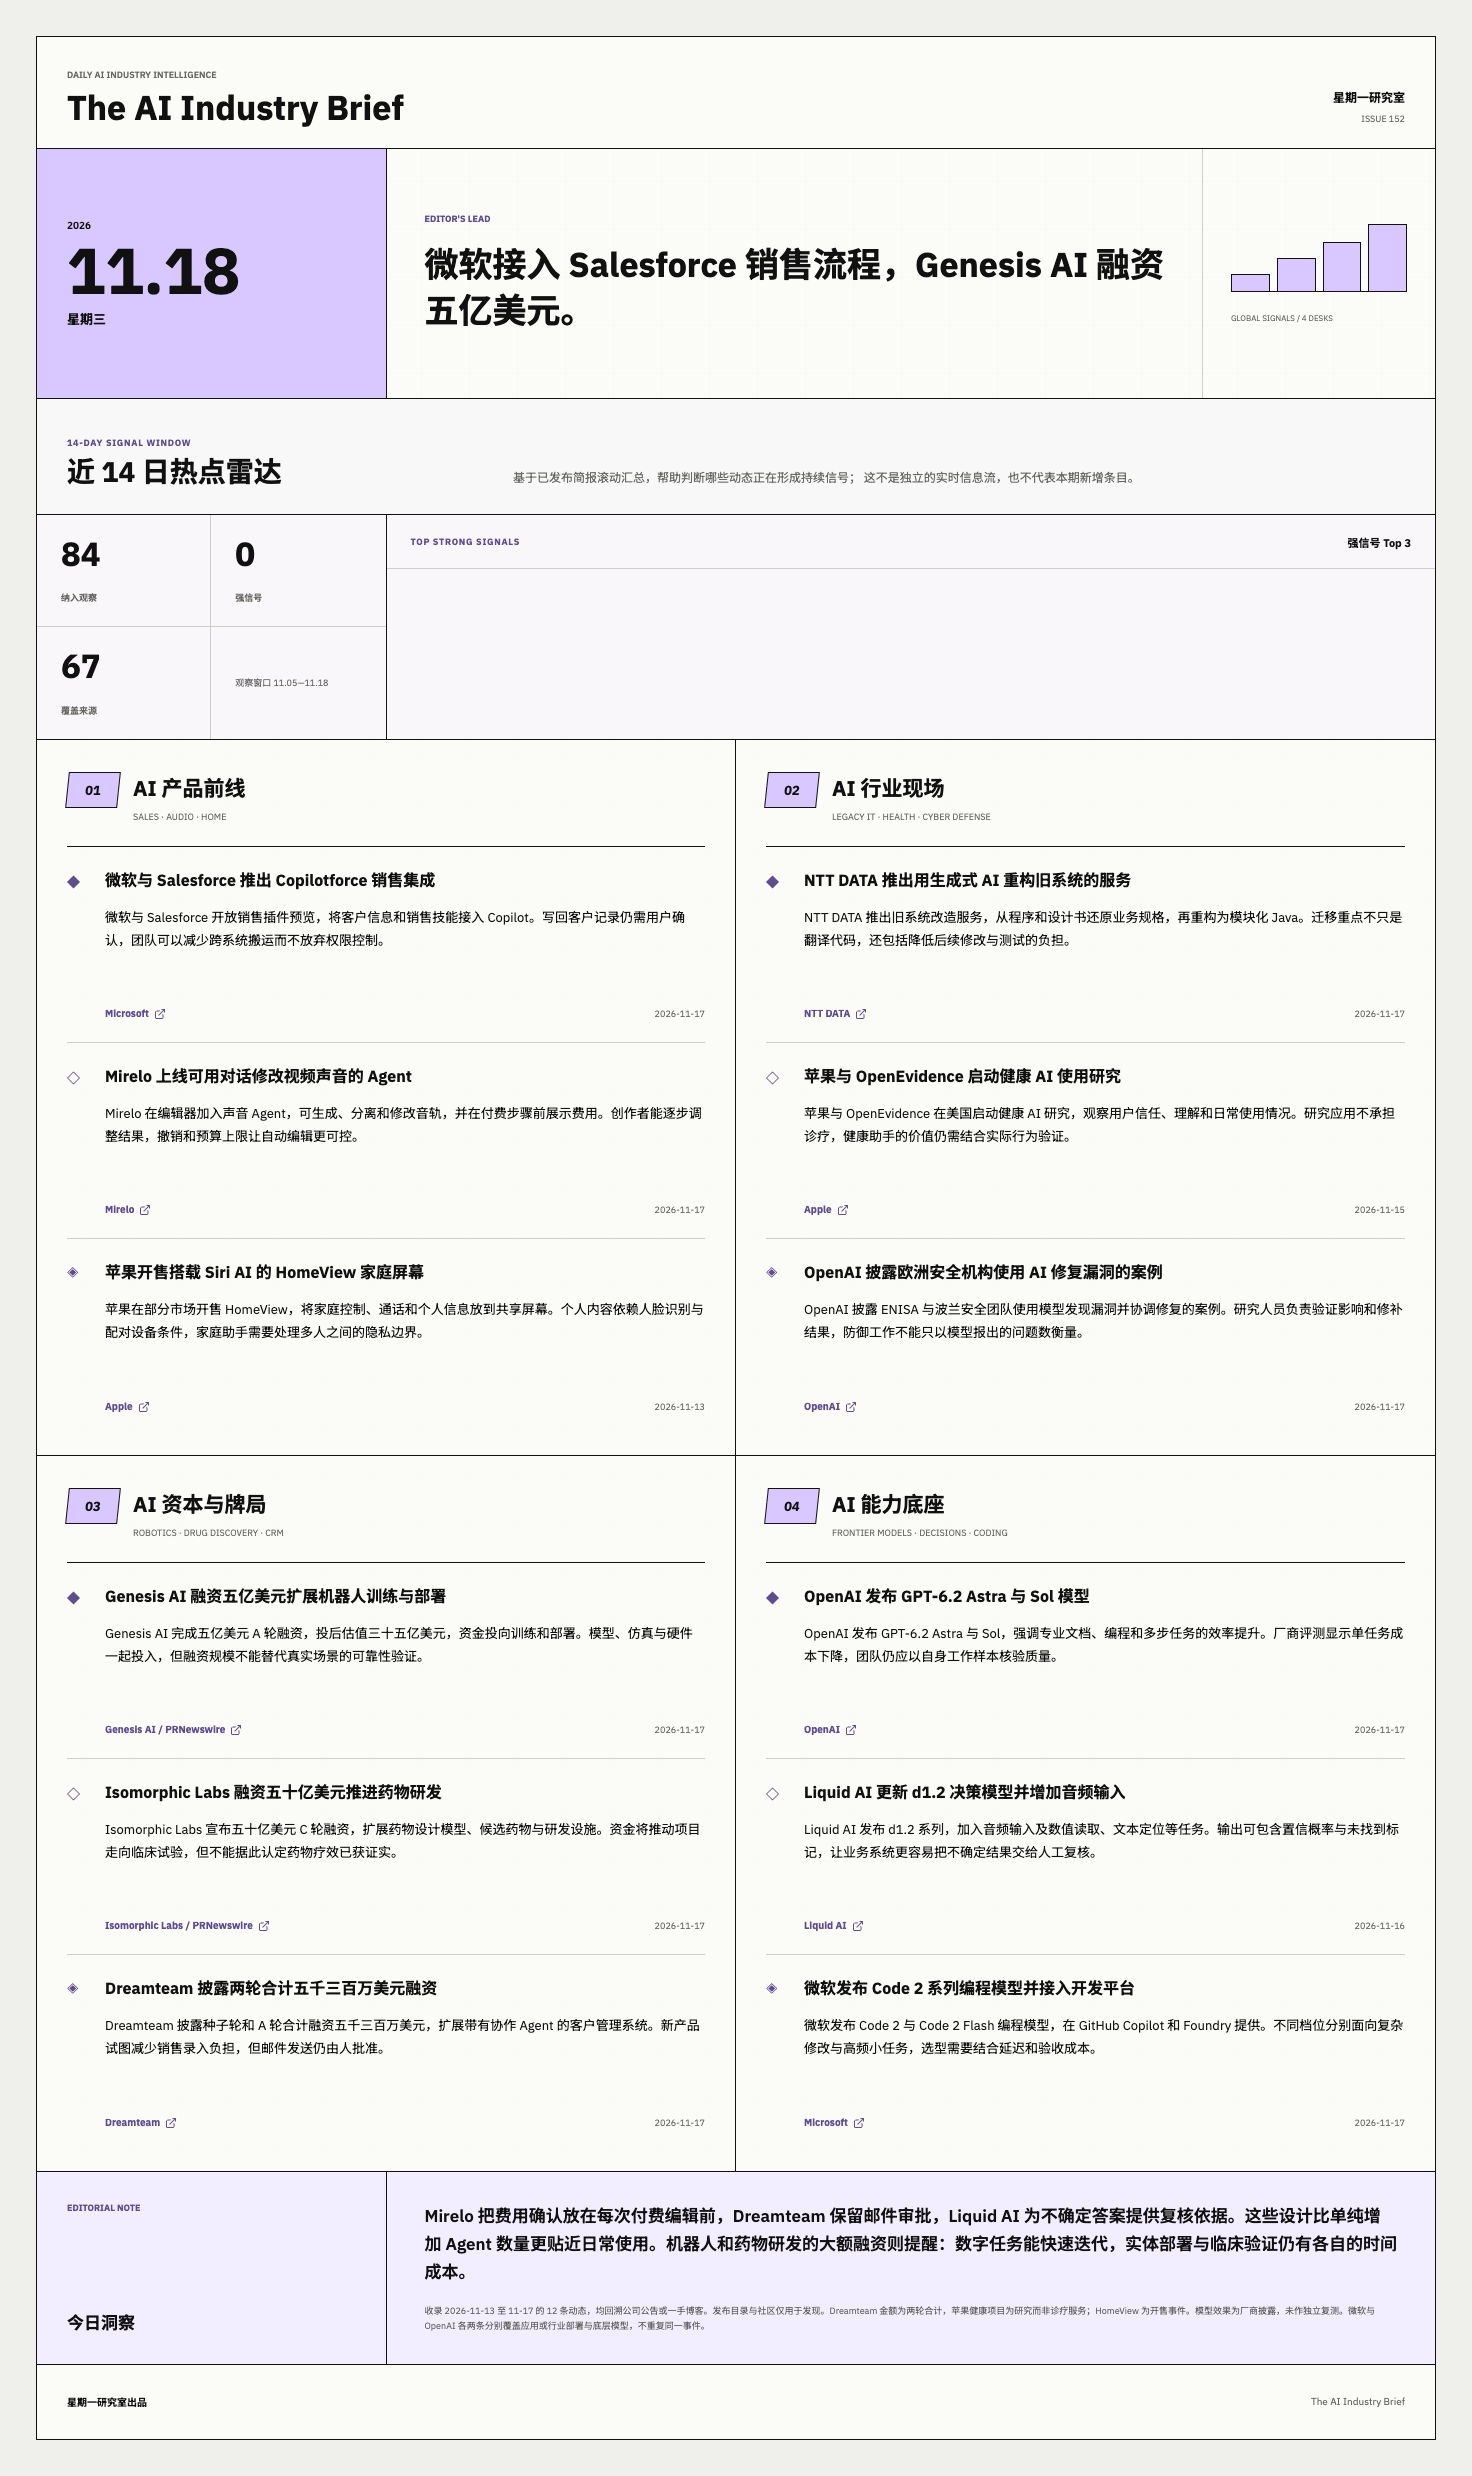 DAILY AI INDUSTRY INTELLIGENCE
The AI Industry Brief
星期一研究室
ISSUE 152
2026
11.18
星期三
EDITOR'S LEAD
微软接入 Salesforce 销售流程，Genesis AI 融资
五亿美元。
GLOBAL SIGNALS / 4 DESKS
14-DAY SIGNAL WINDOW
近 14 日热点雷达
基于已发布简报滚动汇总，帮助判断哪些动态正在形成持续信号； 这不是独立的实时信息流，也不代表本期新增条目。
84
纳入观察
0
强信号
67
覆盖来源
观察窗口 11.05—11.18
TOP STRONG SIGNALS
强信号 Top 3
01
AI 产品前线
SALES · AUDIO · HOME
微软与 Salesforce 推出 Copilotforce 销售集成
微软与 Salesforce 开放销售插件预览，将客户信息和销售技能接入 Copilot。写回客户记录仍需用户确
认，团队可以减少跨系统搬运而不放弃权限控制。
Microsoft
2026-11-17
Mirelo 上线可用对话修改视频声音的 Agent
Mirelo 在编辑器加入声音 Agent，可生成、分离和修改音轨，并在付费步骤前展示费用。创作者能逐步调
整结果，撤销和预算上限让自动编辑更可控。
Mirelo
2026-11-17
苹果开售搭载 Siri AI 的 HomeView 家庭屏幕
苹果在部分市场开售 HomeView，将家庭控制、通话和个人信息放到共享屏幕。个人内容依赖人脸识别与
配对设备条件，家庭助手需要处理多人之间的隐私边界。
Apple
2026-11-13
02
AI 行业现场
LEGACY IT · HEALTH · CYBER DEFENSE
NTT DATA 推出用生成式 AI 重构旧系统的服务
NTT DATA 推出旧系统改造服务，从程序和设计书还原业务规格，再重构为模块化 Java。迁移重点不只是
翻译代码，还包括降低后续修改与测试的负担。
NTT DATA
2026-11-17
苹果与 OpenEvidence 启动健康 AI 使用研究
苹果与 OpenEvidence 在美国启动健康 AI 研究，观察用户信任、理解和日常使用情况。研究应用不承担
诊疗，健康助手的价值仍需结合实际行为验证。
Apple
2026-11-15
OpenAI 披露欧洲安全机构使用 AI 修复漏洞的案例
OpenAI 披露 ENISA 与波兰安全团队使用模型发现漏洞并协调修复的案例。研究人员负责验证影响和修补
结果，防御工作不能只以模型报出的问题数衡量。
OpenAI
2026-11-17
03
AI 资本与牌局
ROBOTICS · DRUG DISCOVERY · CRM
Genesis AI 融资五亿美元扩展机器人训练与部署
Genesis AI 完成五亿美元 A 轮融资，投后估值三十五亿美元，资金投向训练和部署。模型、仿真与硬件
一起投入，但融资规模不能替代真实场景的可靠性验证。
Genesis AI / PRNewswire
2026-11-17
Isomorphic Labs 融资五十亿美元推进药物研发
Isomorphic Labs 宣布五十亿美元 C 轮融资，扩展药物设计模型、候选药物与研发设施。资金将推动项目
走向临床试验，但不能据此认定药物疗效已获证实。
Isomorphic Labs / PRNewswire
2026-11-17
Dreamteam 披露两轮合计五千三百万美元融资
Dreamteam 披露种子轮和 A 轮合计融资五千三百万美元，扩展带有协作 Agent 的客户管理系统。新产品
试图减少销售录入负担，但邮件发送仍由人批准。
Dreamteam
2026-11-17
04
AI 能力底座
FRONTIER MODELS · DECISIONS · CODING
OpenAI 发布 GPT-6.2 Astra 与 Sol 模型
OpenAI 发布 GPT-6.2 Astra 与 Sol，强调专业文档、编程和多步任务的效率提升。厂商评测显示单任务成
本下降，团队仍应以自身工作样本核验质量。
OpenAI
2026-11-17
Liquid AI 更新 d1.2 决策模型并增加音频输入
Liquid AI 发布 d1.2 系列，加入音频输入及数值读取、文本定位等任务。输出可包含置信概率与未找到标
记，让业务系统更容易把不确定结果交给人工复核。
Liquid AI
2026-11-16
微软发布 Code 2 系列编程模型并接入开发平台
微软发布 Code 2 与 Code 2 Flash 编程模型，在 GitHub Copilot 和 Foundry 提供。不同档位分别面向复杂
修改与高频小任务，选型需要结合延迟和验收成本。
Microsoft
2026-11-17
EDITORIAL NOTE
今日洞察
Mirelo 把费用确认放在每次付费编辑前，Dreamteam 保留邮件审批，Liquid AI 为不确定答案提供复核依据。这些设计比单纯增
加 Agent 数量更贴近日常使用。机器人和药物研发的大额融资则提醒：数字任务能快速迭代，实体部署与临床验证仍有各自的时间
成本。
收录 2026-11-13 至 11-17 的 12 条动态，均回溯公司公告或一手博客。发布目录与社区仅用于发现。Dreamteam 金额为两轮合计，苹果健康项目为研究而非诊疗服务；HomeView 为开售事件。模型效果为厂商披露，未作独立复测。微软与
OpenAI 各两条分别覆盖应用或行业部署与底层模型，不重复同一事件。
星期一研究室出品
The AI Industry Brief